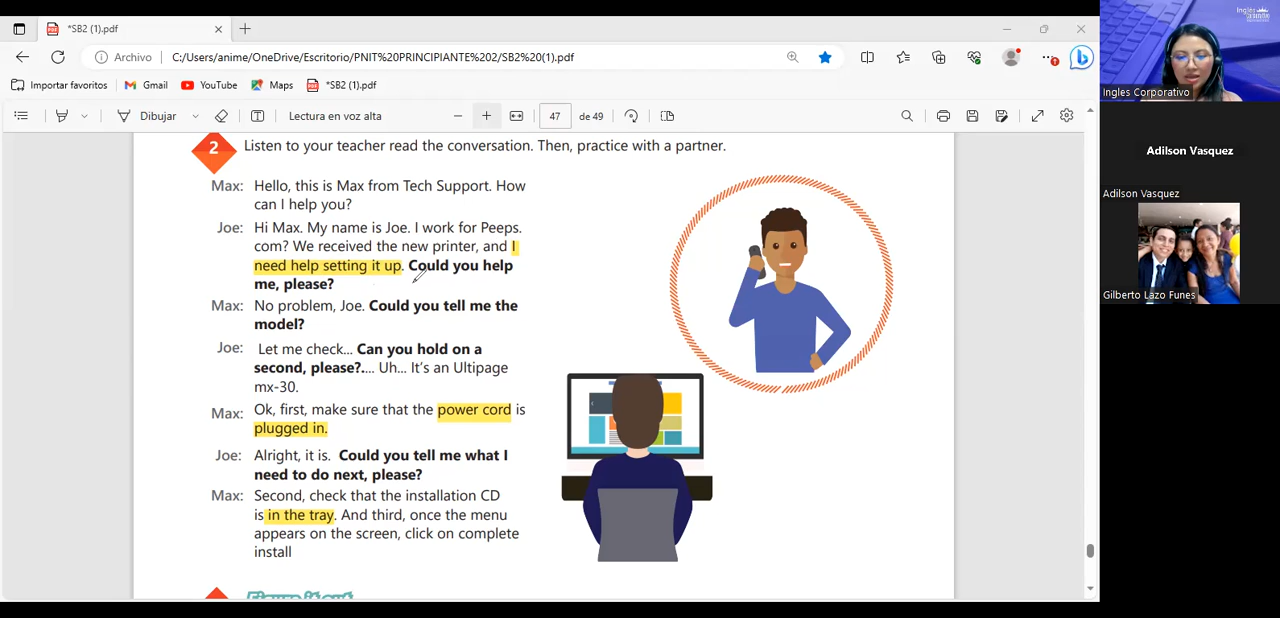 *SB2 (1).pdf
Archivo C:/Users/anime/OneDrive/Escritorio/PNIT%20PRINCIPIANTE%202/SB2%20(1).pdf
Importar favoritos Gmail YouTube Maps *SB2 (1).pdf
Dibujar Lectura en voz alta 47 de 49
2 Listen to your teacher read the conversation. Then, practice with a partner.
Max: Hello, this is Max from Tech Support. How
can I help you?
Joe: Hi Max. My name is Joe. I work for Peeps.
com? We received the new printer, and I
need help setting it up. Could you help
me, please?
Max: No problem, Joe. Could you tell me the
model?
Joe: Let me check... Can you hold on a
second, please?.... Uh... It's an Ultipage
mx-30.
Max: Ok, first, make sure that the power cord is
plugged in.
Joe: Alright, it is. Could you tell me what I
need to do next, please?
Max: Second, check that the installation CD
is in the tray. And third, once the menu
appears on the screen, click on complete
install
Ingles Corporativo
Adilson Vasquez
Adilson Vasquez
Gilberto Lazo Funes